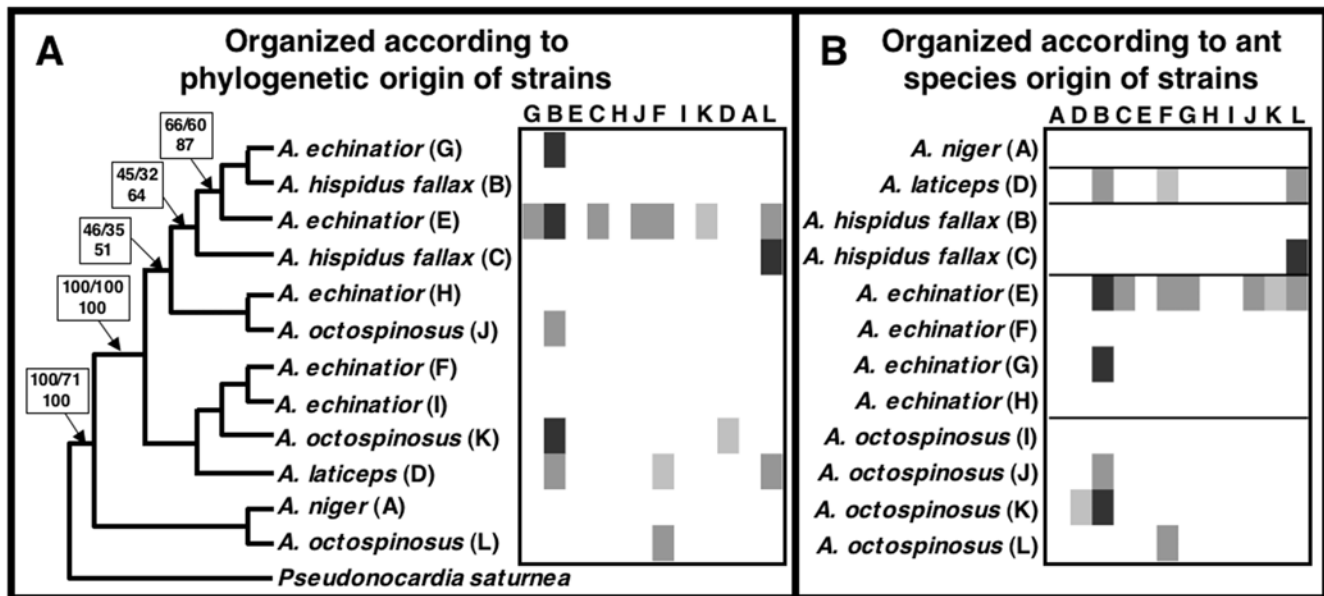 A
Organized according to
phylogenetic origin of strains
G B E C H J F I K D A L
66/60
87
45/32
64
46/35
51
100/100
100
100/71
100
A. echinatior (G)
A. hispidus fallax (B)
A. echinatior (E)
A. hispidus fallax (C)
A. echinatior (H)
A. octospinosus (J)
A. echinatior (F)
A. echinatior (I)
A. octospinosus (K)
A. laticeps (D)
A. niger (A)
A. octospinosus (L)
Pseudonocardia saturnea
B
Organized according to ant
species origin of strains
A D B C E F G H I J K L
A. niger (A)
A. laticeps (D)
A. hispidus fallax (B)
A. hispidus fallax (C)
A. echinatior (E)
A. echinatior (F)
A. echinatior (G)
A. echinatior (H)
A. octospinosus (I)
A. octospinosus (J)
A. octospinosus (K)
A. octospinosus (L)